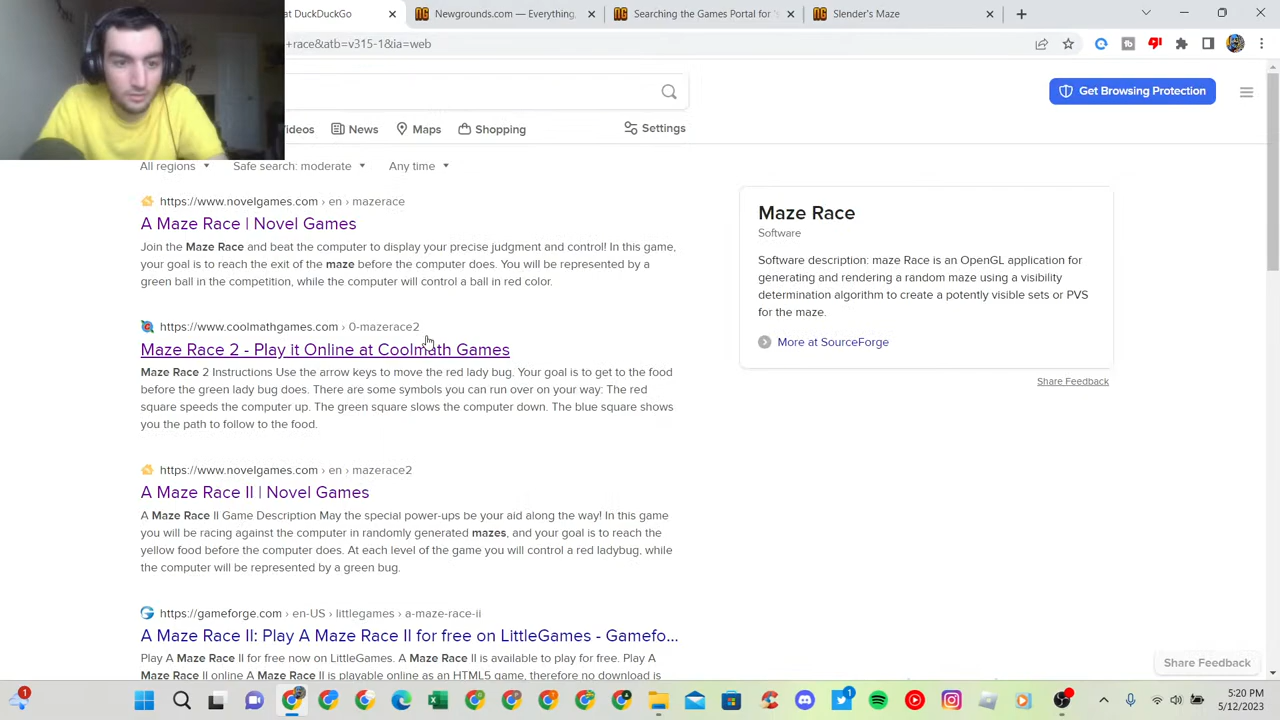 at DuckDuckGo
Newgrounds.com — Everything,
Searching the Games Portal for '
Slender's Maze
race&atb=v315-1&ia=web
Get Browsing Protection
News
Maps
Shopping
Settings
All regions
Safe search: moderate
Any time
https://www.novelgames.com › en › mazerace
A Maze Race | Novel Games
Join the Maze Race and beat the computer to display your precise judgment and control! In this game,
your goal is to reach the exit of the maze before the computer does. You will be represented by a
green ball in the competition, while the computer will control a ball in red color.
https://www.coolmathgames.com › 0-mazerace2
Maze Race 2 - Play it Online at Coolmath Games
Maze Race 2 Instructions Use the arrow keys to move the red lady bug. Your goal is to get to the food
before the green lady bug does. There are some symbols you can run over on your way: The red
square speeds the computer up. The green square slows the computer down. The blue square shows
you the path to follow to the food.
https://www.novelgames.com › en › mazerace2
A Maze Race II | Novel Games
A Maze Race II Game Description May the special power-ups be your aid along the way! In this game
you will be racing against the computer in randomly generated mazes, and your goal is to reach the
yellow food before the computer does. At each level of the game you will control a red ladybug, while
the computer will be represented by a green bug.
https://gameforge.com › en-US › littlegames › a-maze-race-ii
A Maze Race II: Play A Maze Race II for free on LittleGames - Gamefo...
Play A Maze Race II for free now on LittleGames. A Maze Race II is available to play for free. Play A
Maze Race II online A Maze Race II is playable online as an HTML5 game, therefore no download is
Maze Race
Software
Software description: maze Race is an OpenGL application for
generating and rendering a random maze using a visibility
determination algorithm to create a potently visible sets or PVS
for the maze.
More at SourceForge
Share Feedback
Share Feedback
1
1
5:20 PM
5/12/2023